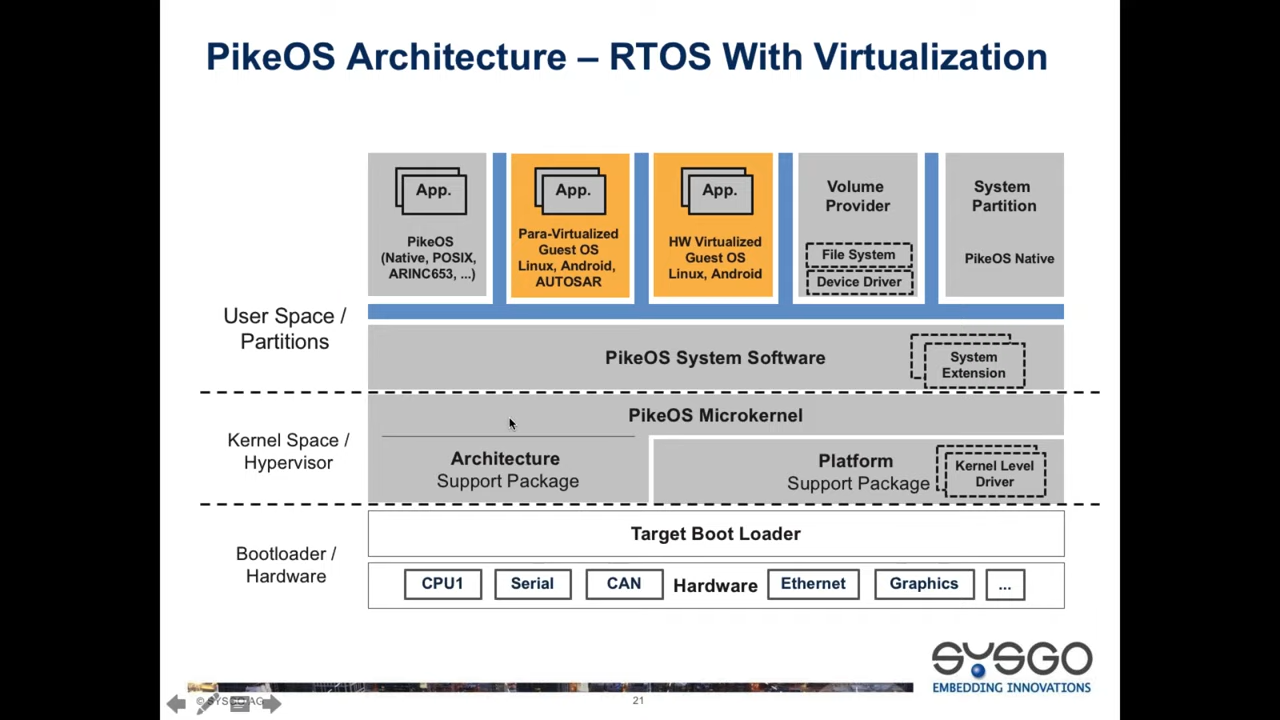 PikeOS Architecture – RTOS With Virtualization
App.
PikeOS
(Native, POSIX,
ARINC653, ...)
App.
Para-Virtualized
Guest OS
Linux, Android,
AUTOSAR
App.
HW Virtualized
Guest OS
Linux, Android
Volume
Provider
File System
Device Driver
System
Partition
PikeOS Native
User Space /
Partitions
PikeOS System Software
System
Extension
Kernel Space /
Hypervisor
PikeOS Microkernel
Architecture
Support Package
Platform
Support Package
Kernel Level
Driver
Bootloader /
Hardware
Target Boot Loader
CPU1
Serial
CAN
Hardware
Ethernet
Graphics
...
SYSGO
EMBEDDING INNOVATIONS
© SYSGO AG
21